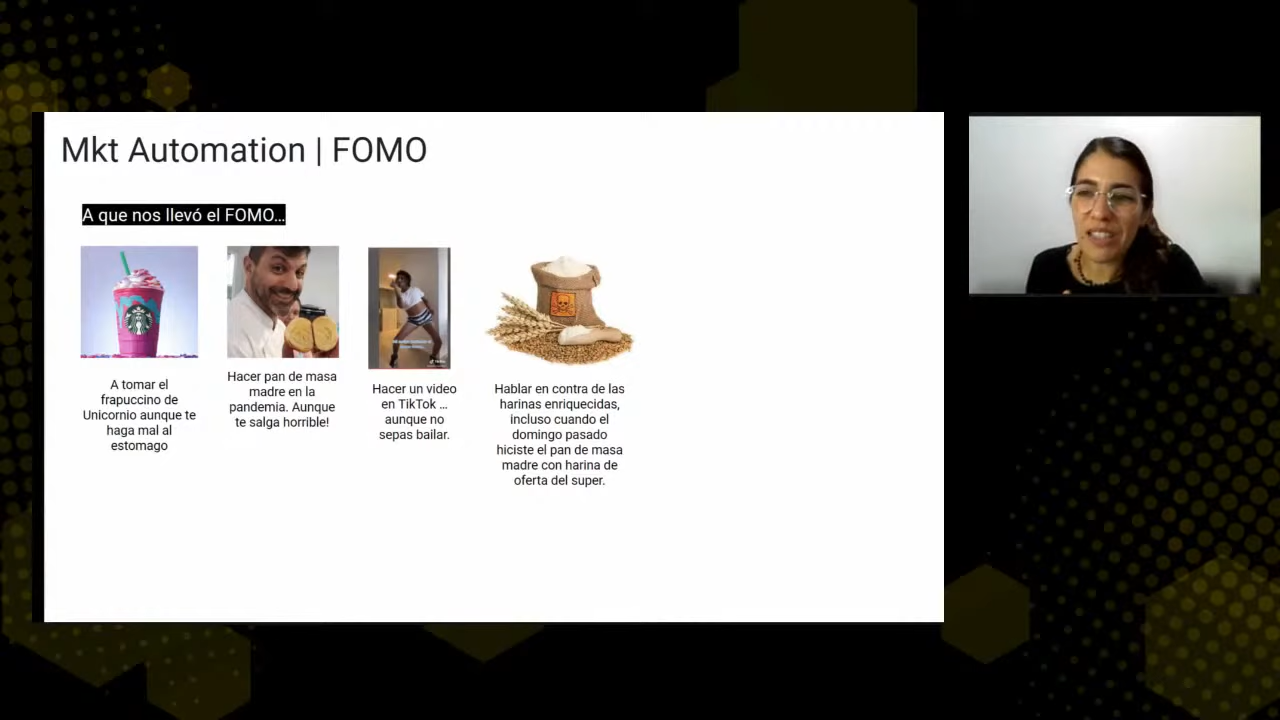 Mkt Automation | FOMO
A que nos llevó el FOMO...
A tomar el
frapuccino de
Unicornio aunque te
haga mal al
estomago
Hacer pan de masa
madre en la
pandemia. Aunque
te salga horrible!
Hacer un video
en TikTok ...
aunque no
sepas bailar.
Hablar en contra de las
harinas enriquecidas,
incluso cuando el
domingo pasado
hiciste el pan de masa
madre con harina de
oferta del super.